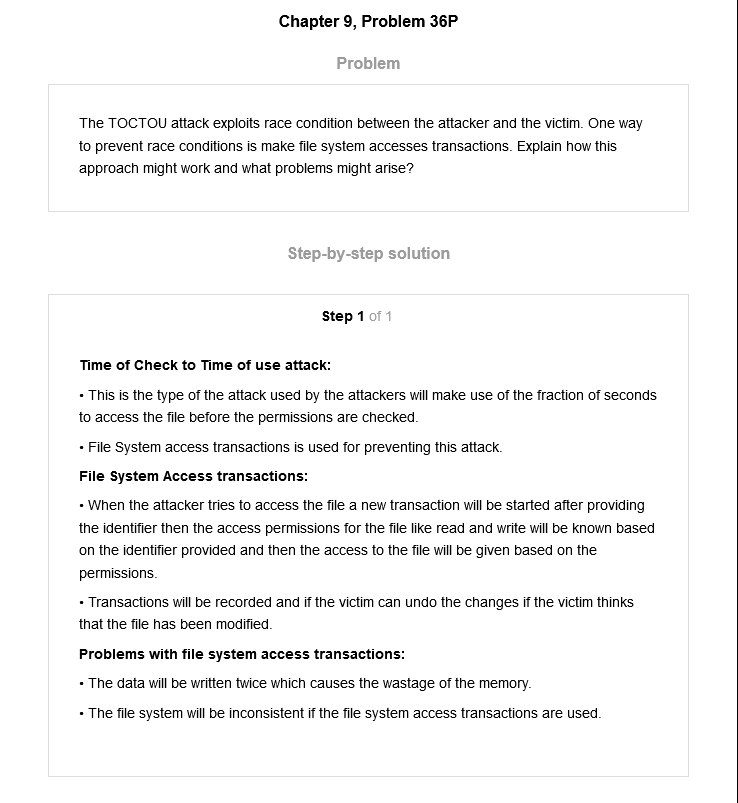 Chapter 9, Problem 36P
Problem
The TOCTOU attack exploits race condition between the attacker and the victim. One way
to prevent race conditions is make file system accesses transactions. Explain how this
approach might work and what problems might arise?
Step-by-step solution
Step 1 of 1
Time of Check to Time of use attack:
• This is the type of the attack used by the attackers will make use of the fraction of seconds
to access the file before the permissions are checked.
• File System access transactions is used for preventing this attack.
File System Access transactions:
• When the attacker tries to access the file a new transaction will be started after providing
the identifier then the access permissions for the file like read and write will be known based
on the identifier provided and then the access to the file will be given based on the
permissions.
• Transactions will be recorded and if the victim can undo the changes if the victim thinks
that the file has been modified.
Problems with file system access transactions:
• The data will be written twice which causes the wastage of the memory.
• The file system will be inconsistent if the file system access transactions are used.